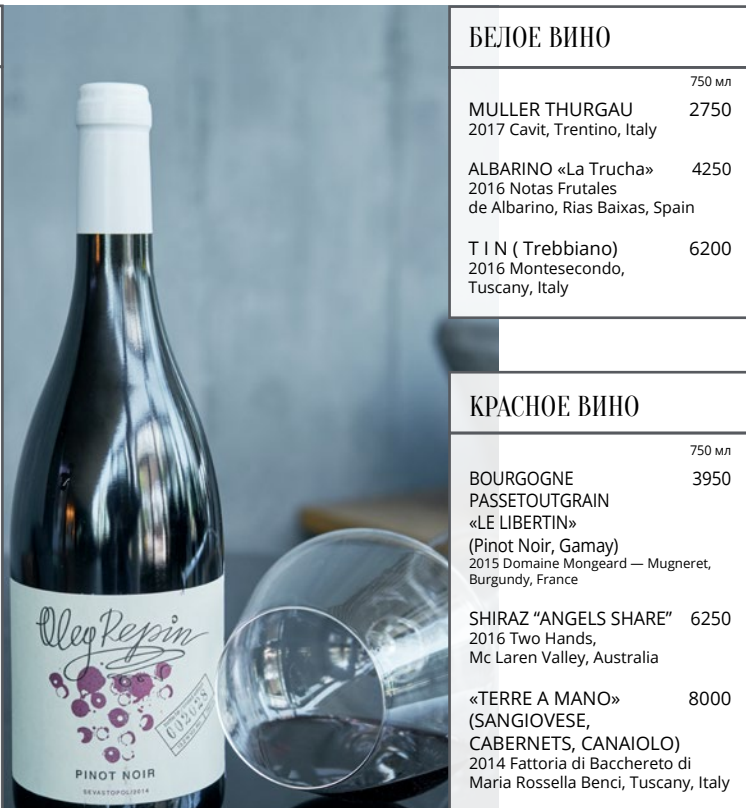 БЕЛОЕ ВИНО
750 мл
MULLER THURGAU 2750
2017 Cavit, Trentino, Italy
ALBARINO «La Trucha» 4250
2016 Notas Frutales
de Albarino, Rias Baixas, Spain
T I N ( Trebbiano) 6200
2016 Montesecondo,
Tuscany, Italy
КРАСНОЕ ВИНО
750 мл
BOURGOGNE 3950
PASSETOUTGRAIN
«LE LIBERTIN»
(Pinot Noir, Gamay)
2015 Domaine Mongeard — Mugneret,
Burgundy, France
SHIRAZ “ANGELS SHARE” 6250
2016 Two Hands,
Mc Laren Valley, Australia
«TERRE A MANO» 8000
(SANGIOVESE,
CABERNETS, CANAIOLO)
2014 Fattoria di Bacchereto di
Maria Rossella Benci, Tuscany, Italy
Oleg Repin
002028
PINOT NOIR
SEVASTOPOL/2014